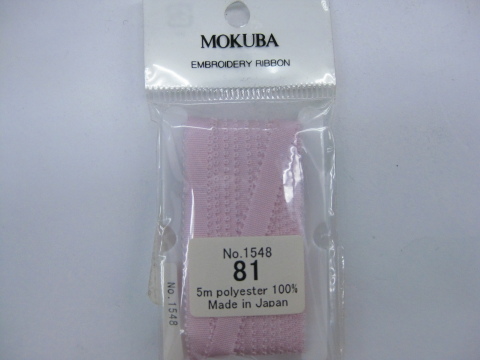 MOKUBA
EMBROIDERY RIBBON
No.1548
81
5m polyester 100%
Made in Japan
No.1548